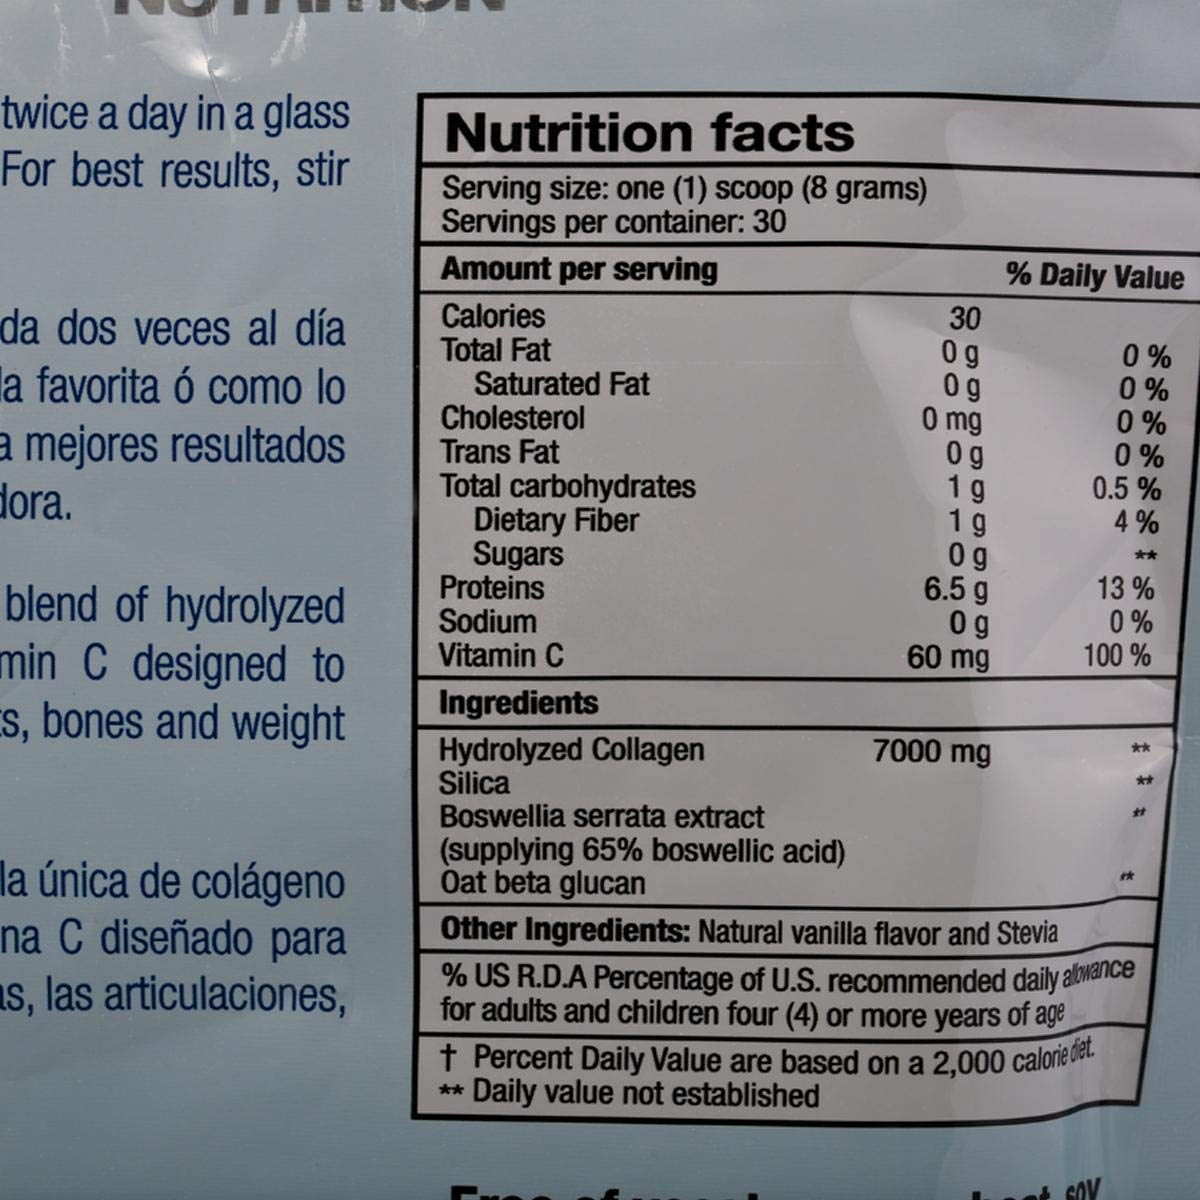 NUTRITION
twice a day in a glass
For best results, stir
da dos veces al día
la favorita ó como lo
a mejores resultados
dora.
blend of hydrolyzed
min C designed to
s, bones and weight
la única de colágeno
na C diseñado para
as, las articulaciones,
Nutrition facts
Serving size: one (1) scoop (8 grams)
Servings per container: 30
Amount per serving % Daily Value
Calories 30
Total Fat 0 g 0 %
Saturated Fat 0 g 0 %
Cholesterol 0 mg 0 %
Trans Fat 0 g 0 %
Total carbohydrates 1 g 0.5 %
Dietary Fiber 1 g 4 %
Sugars 0 g **
Proteins 6.5 g 13 %
Sodium 0 g 0 %
Vitamin C 60 mg 100 %
Ingredients
Hydrolyzed Collagen 7000 mg **
Silica **
Boswellia serrata extract **
(supplying 65% boswellic acid)
Oat beta glucan **
Other Ingredients: Natural vanilla flavor and Stevia
% US R.D.A Percentage of U.S. recommended daily allowance
for adults and children four (4) or more years of age
† Percent Daily Value are based on a 2,000 calorie diet.
** Daily value not established
soy